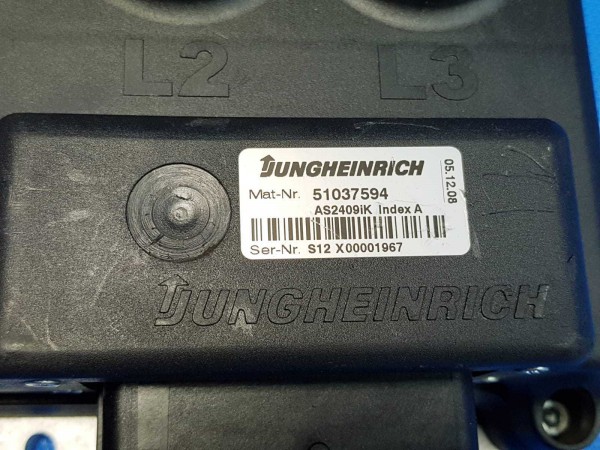 L2 L3
JUNGHEINRICH
05.12.08
Mat-Nr. 51037594
AS2409iK Index A
Ser-Nr. S12 X00001967
JUNGHEINRICH